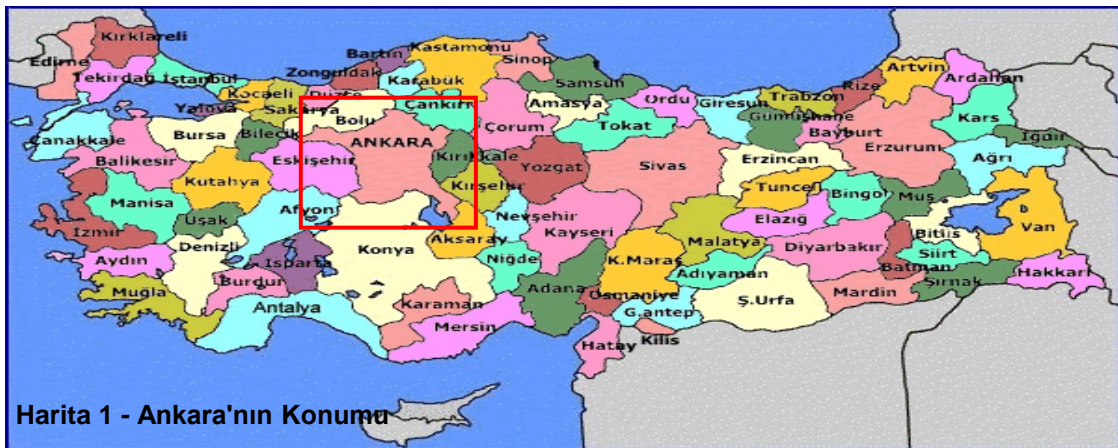 Kırklareli
Edirne
Tekirdağ
İstanbul
Kocaeli
Yalova
Sakarya
Düzce
Zonguldak
Bartın
Karabük
Kastamonu
Sinop
Samsun
Çankırı
Bolu
Çanakkale
Balikesir
Bursa
Bilecik
Eskişehir
ANKARA
Kırıkkale
Çorum
Amasya
Tokat
Ordu
Giresun
Trabzon
Gümüşhane
Rize
Artvin
Ardahan
Kars
Iğdır
Bayburt
Erzurum
Ağrı
Erzincan
Sivas
Yozgat
Kırşehir
Kutahya
Manisa
Uşak
Afyon
İzmir
Aydın
Denizli
Muğla
Burdur
Isparta
Antalya
Konya
Aksaray
Nevşehir
Kayseri
Niğde
Karaman
Mersin
Adana
K.Maraş
Osmaniye
Hatay
Kilis
G.antep
Adıyaman
Malatya
Elazığ
Tunceli
Bingol
Muş
Bitlis
Van
Diyarbakır
Batman
Siirt
Şırnak
Hakkari
Mardin
Ş.Urfa
Harita 1 - Ankara'nın Konumu